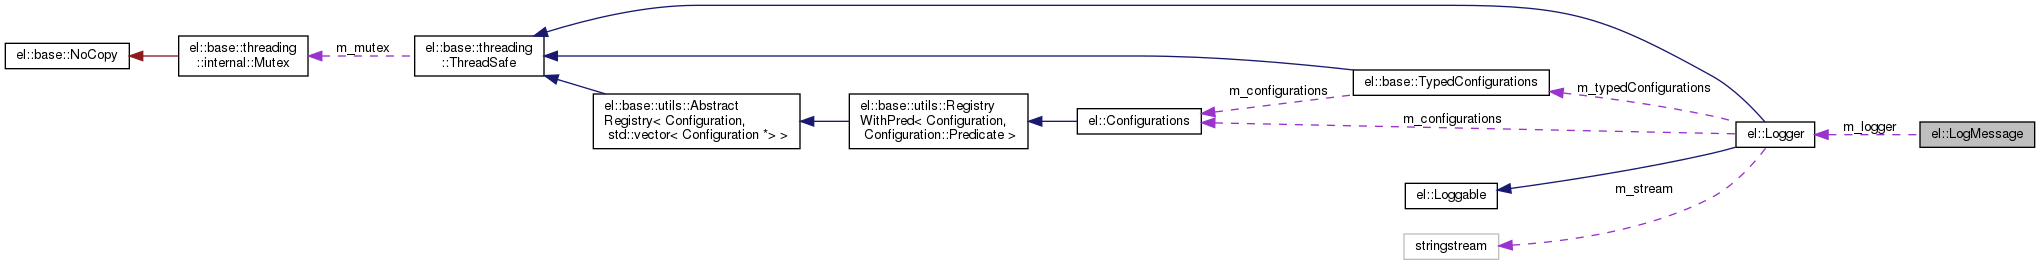 el::base::NoCopy
el::base::threading
::internal::Mutex
m_mutex
el::base::threading
::ThreadSafe
el::base::utils::Abstract
Registry< Configuration,
std::vector< Configuration *> >
el::base::utils::Registry
WithPred< Configuration,
Configuration::Predicate >
el::Configurations
m_configurations
m_configurations
el::base::TypedConfigurations
m_typedConfigurations
el::Loggable
m_stream
stringstream
el::Logger
m_logger
el::LogMessage